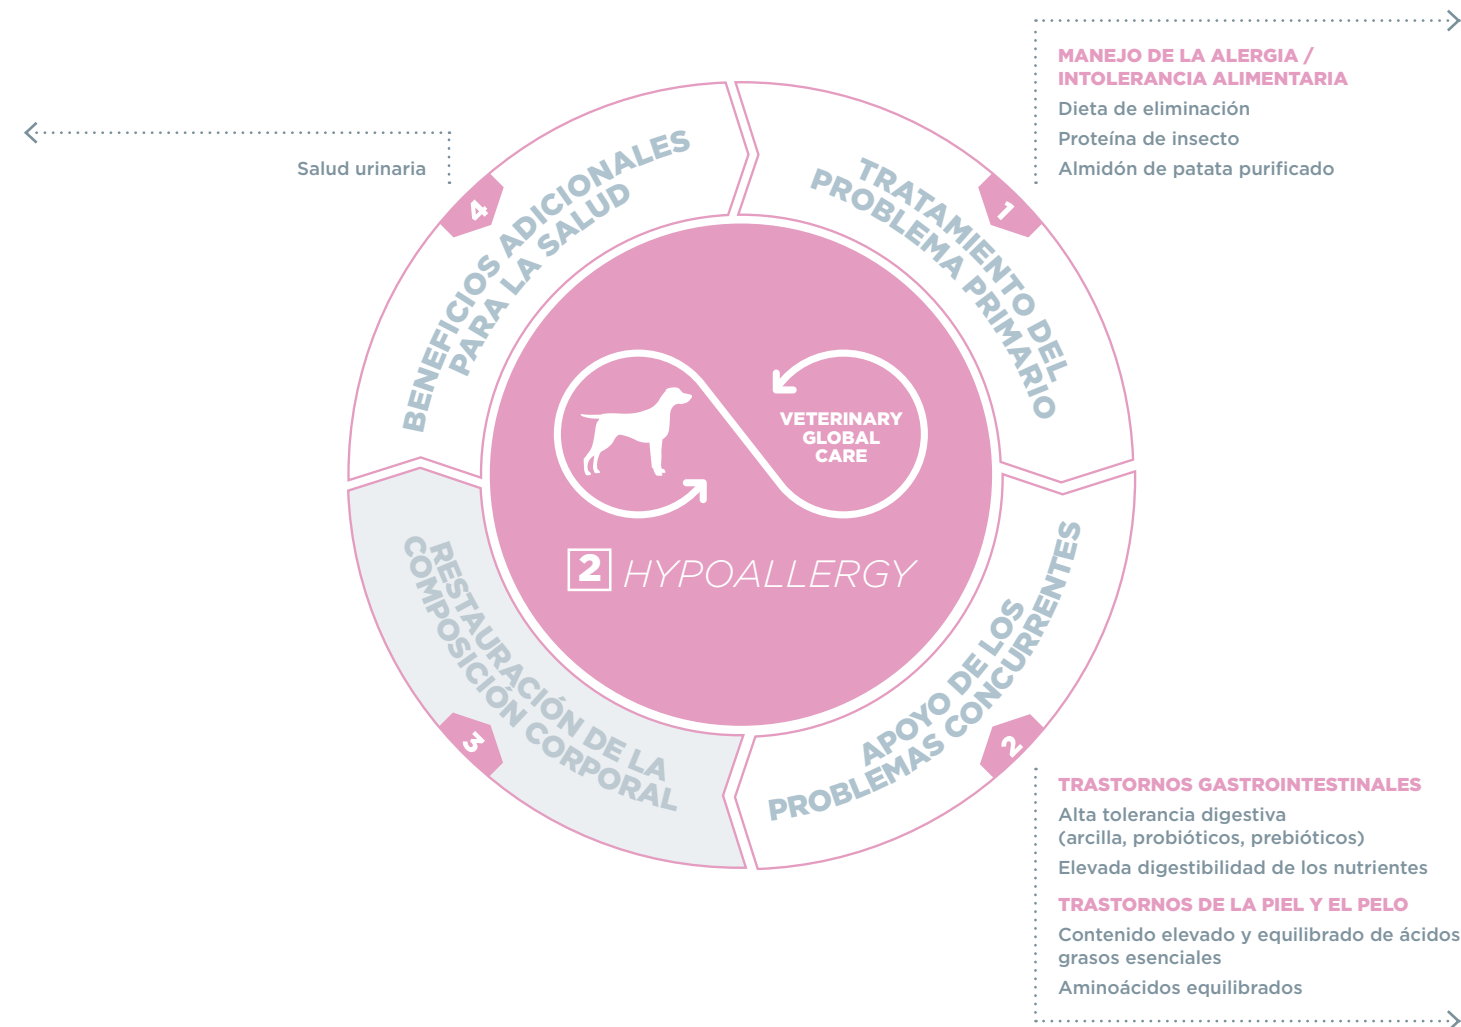 MANEJO DE LA ALERGIA /
INTOLERANCIA ALIMENTARIA
Dieta de eliminación
Proteína de insecto
Almidón de patata purificado
Salud urinaria
4
BENEFICIOS ADICIONALES
PARA LA SALUD
1
TRATAMIENTO DEL
PROBLEMA PRIMARIO
VETERINARY
GLOBAL
CARE
2 HYPOALLERGY
3
RESTAURACIÓN DE LA
COMPOSICIÓN CORPORAL
2
APOYO DE LOS
PROBLEMAS CONCURRENTES
TRASTORNOS GASTROINTESTINALES
Alta tolerancia digestiva
(arcilla, probióticos, prebióticos)
Elevada digestibilidad de los nutrientes
TRASTORNOS DE LA PIEL Y EL PELO
Contenido elevado y equilibrado de ácidos
grasos esenciales
Aminoácidos equilibrados